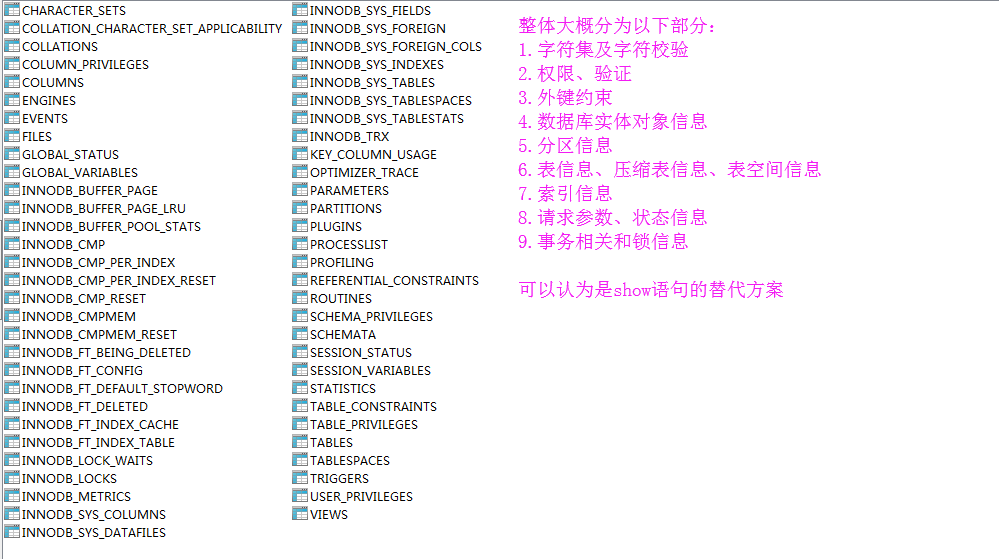 CHARACTER_SETS
COLLATION_CHARACTER_SET_APPLICABILITY
COLLATIONS
COLUMN_PRIVILEGES
COLUMNS
ENGINES
EVENTS
FILES
GLOBAL_STATUS
GLOBAL_VARIABLES
INNODB_BUFFER_PAGE
INNODB_BUFFER_PAGE_LRU
INNODB_BUFFER_POOL_STATS
INNODB_CMP
INNODB_CMP_PER_INDEX
INNODB_CMP_PER_INDEX_RESET
INNODB_CMP_RESET
INNODB_CMPMEM
INNODB_CMPMEM_RESET
INNODB_FT_BEING_DELETED
INNODB_FT_CONFIG
INNODB_FT_DEFAULT_STOPWORD
INNODB_FT_DELETED
INNODB_FT_INDEX_CACHE
INNODB_FT_INDEX_TABLE
INNODB_LOCK_WAITS
INNODB_LOCKS
INNODB_METRICS
INNODB_SYS_COLUMNS
INNODB_SYS_DATAFILES
INNODB_SYS_FIELDS
INNODB_SYS_FOREIGN
INNODB_SYS_FOREIGN_COLS
INNODB_SYS_INDEXES
INNODB_SYS_TABLES
INNODB_SYS_TABLESPACES
INNODB_SYS_TABLESTATS
INNODB_TRX
KEY_COLUMN_USAGE
OPTIMIZER_TRACE
PARAMETERS
PARTITIONS
PLUGINS
PROCESSLIST
PROFILING
REFERENTIAL_CONSTRAINTS
ROUTINES
SCHEMA_PRIVILEGES
SCHEMATA
SESSION_STATUS
SESSION_VARIABLES
STATISTICS
TABLE_CONSTRAINTS
TABLE_PRIVILEGES
TABLES
TABLESPACES
TRIGGERS
USER_PRIVILEGES
VIEWS
整体大概分为以下部分：
1.字符集及字符校验
2.权限、验证
3.外键约束
4.数据库实体对象信息
5.分区信息
6.表信息、压缩表信息、表空间信息
7.索引信息
8.请求参数、状态信息
9.事务相关和锁信息
可以认为是show语句的替代方案